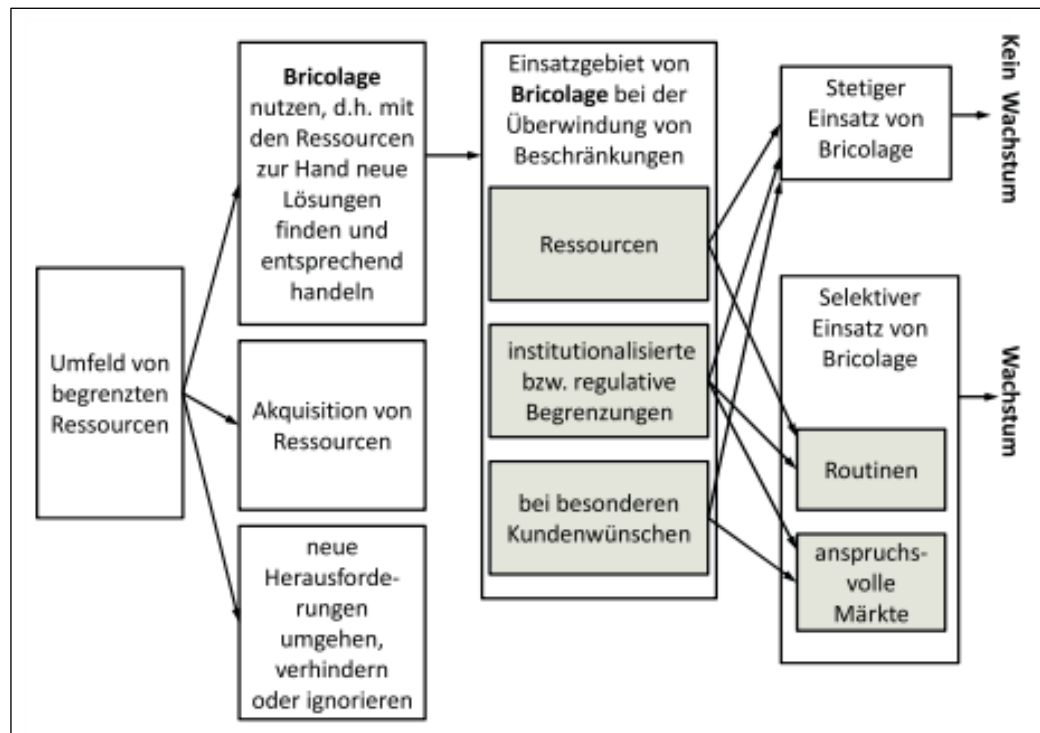 Umfeld von
begrenzten
Ressourcen
Bricolage
nutzen, d.h. mit
den Ressourcen
zur Hand neue
Lösungen
finden und
entsprechend
handeln
Akquisition von
Ressourcen
neue
Herausforde-
rungen
umgehen,
verhindern
oder ignorieren
Einsatzgebiet von
Bricolage bei der
Überwindung von
Beschränkungen
Ressourcen
institutionalisierte
bzw. regulative
Begrenzungen
bei besonderen
Kundenwünschen
Stetiger
Einsatz von
Bricolage
Selektiver
Einsatz von
Bricolage
Routinen
anspruchs-
volle
Märkte
Kein Wachstum
Wachstum